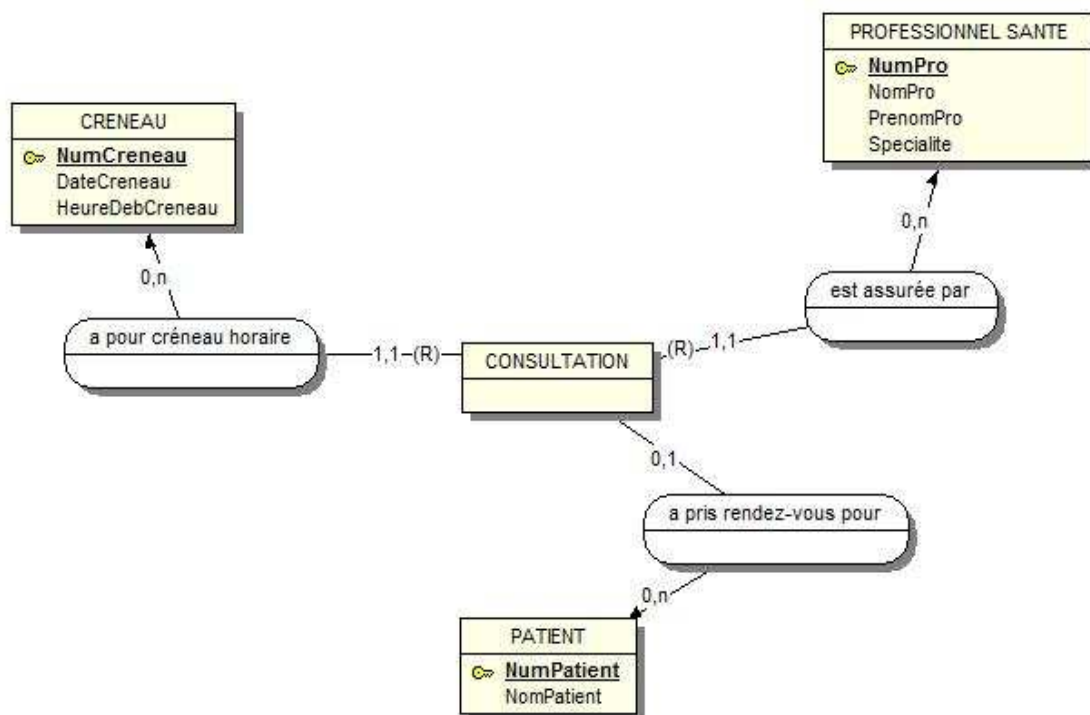 PROFESSIONNEL SANTE
NumPro
NomPro
PrenomPro
Specialite
CRENEAU
NumCreneau
DateCreneau
HeureDebCreneau
0,n
0,n
est assurée par
a pour créneau horaire
1,1 (R)
CONSULTATION
(R) 1,1
0,1
a pris rendez-vous pour
0,n
PATIENT
NumPatient
NomPatient